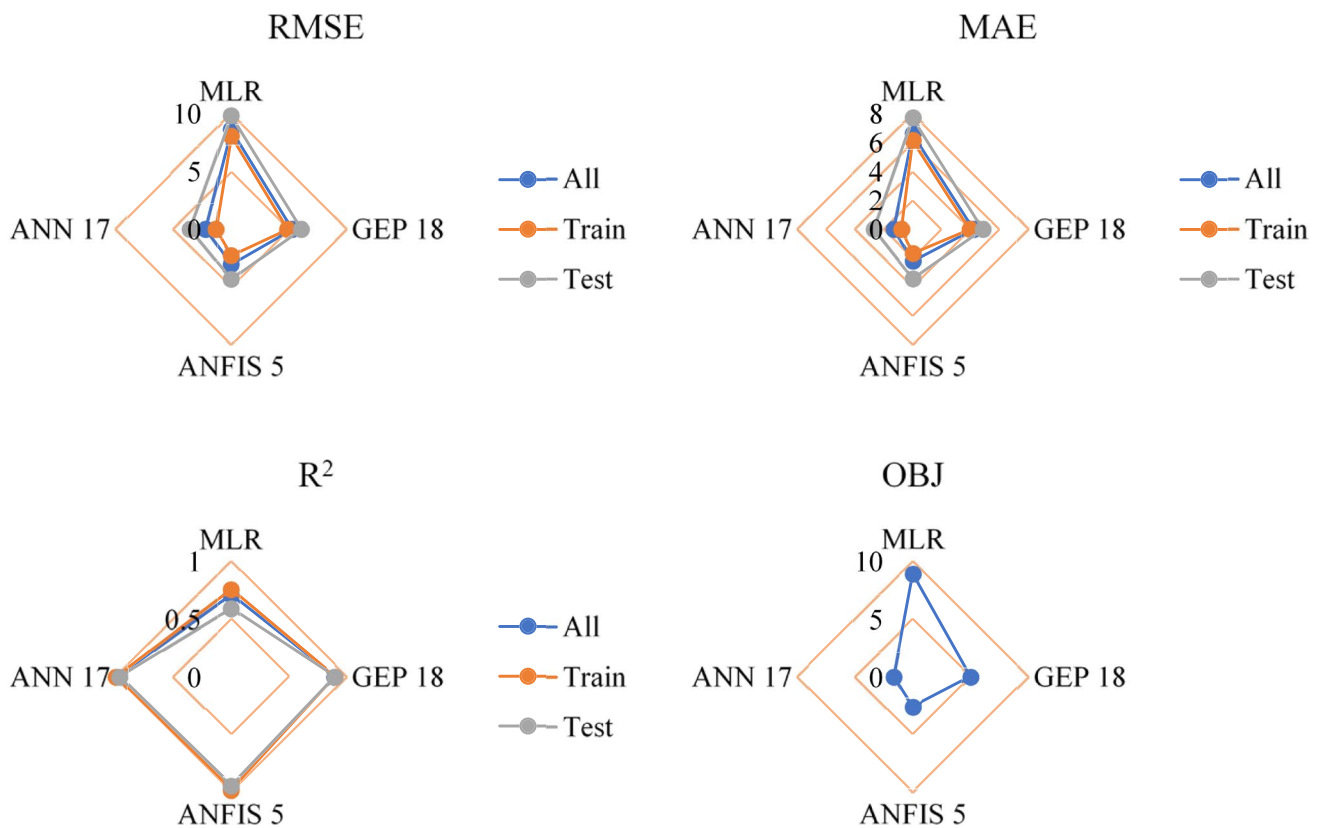 RMSE
MLR
10
5
0
ANN 17
GEP 18
ANFIS 5
All
Train
Test
MAE
MLR
8
6
4
2
0
ANN 17
GEP 18
ANFIS 5
All
Train
Test
R²
MLR
1
0.5
0
ANN 17
GEP 18
ANFIS 5
All
Train
Test
OBJ
MLR
10
5
0
ANN 17
GEP 18
ANFIS 5